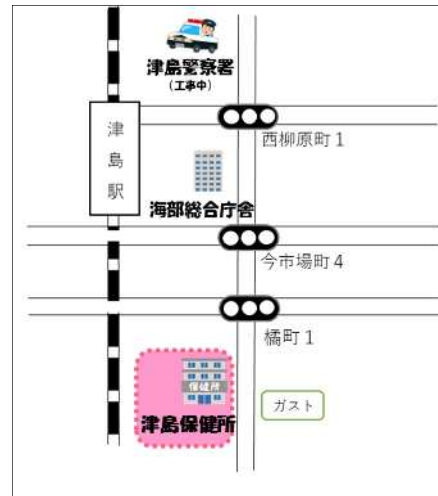 津島警察署
(工事中)
津島駅
西柳原町1
海部総合庁舎
今市場町4
橘町1
保健所
津島保健所
ガスト